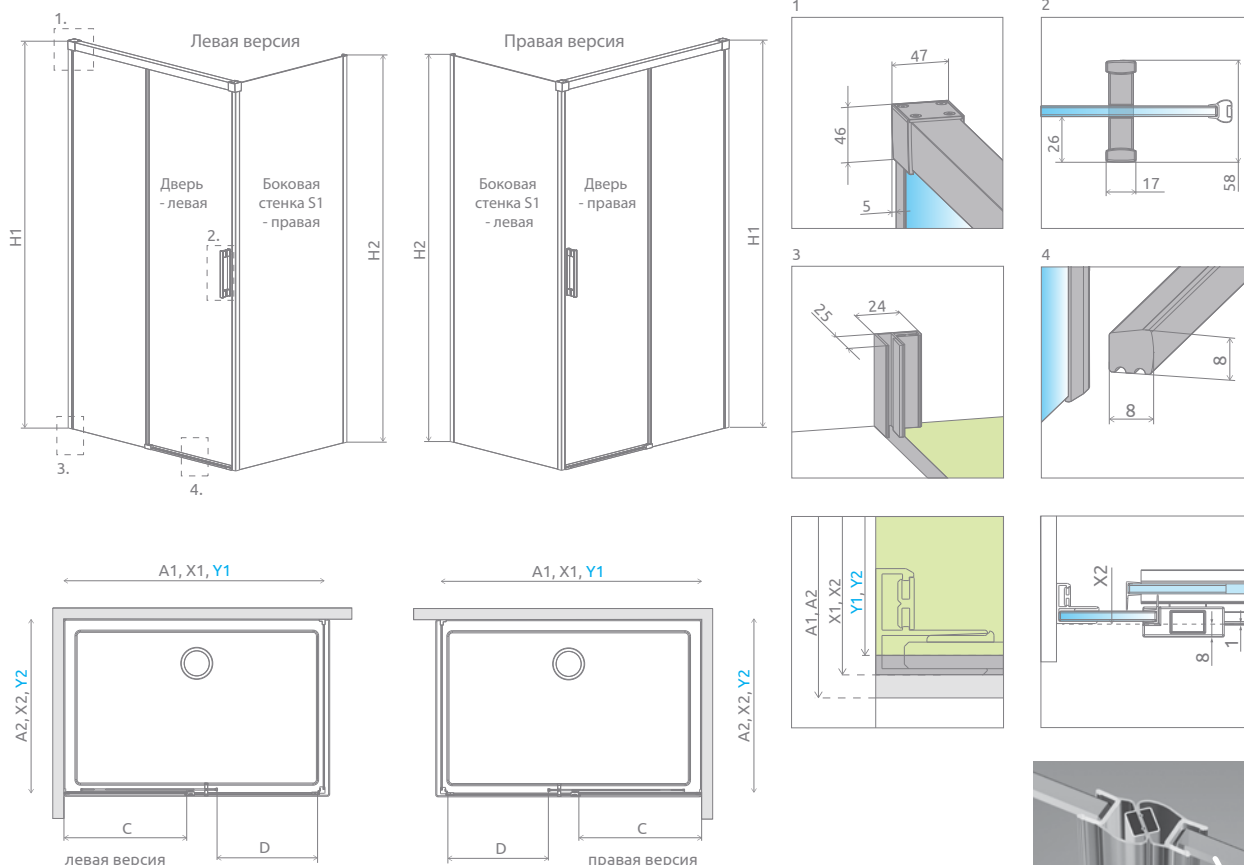 1.
Левая версия
H1
Дверь
- левая
Боковая
стенка S1
- правая
2.
H2
3.
4.
Правая версия
H2
Боковая
стенка S1
- левая
Дверь
- правая
H1
1
47
46
5
2
26
17
58
3
25
24
4
8
8
A1, X1, Y1
A2, X2, Y2
C
D
левая версия
A1, X1, Y1
A2, X2, Y2
D
C
правая версия
A1, A2
X1, X2
Y1, Y2
X2
8
1